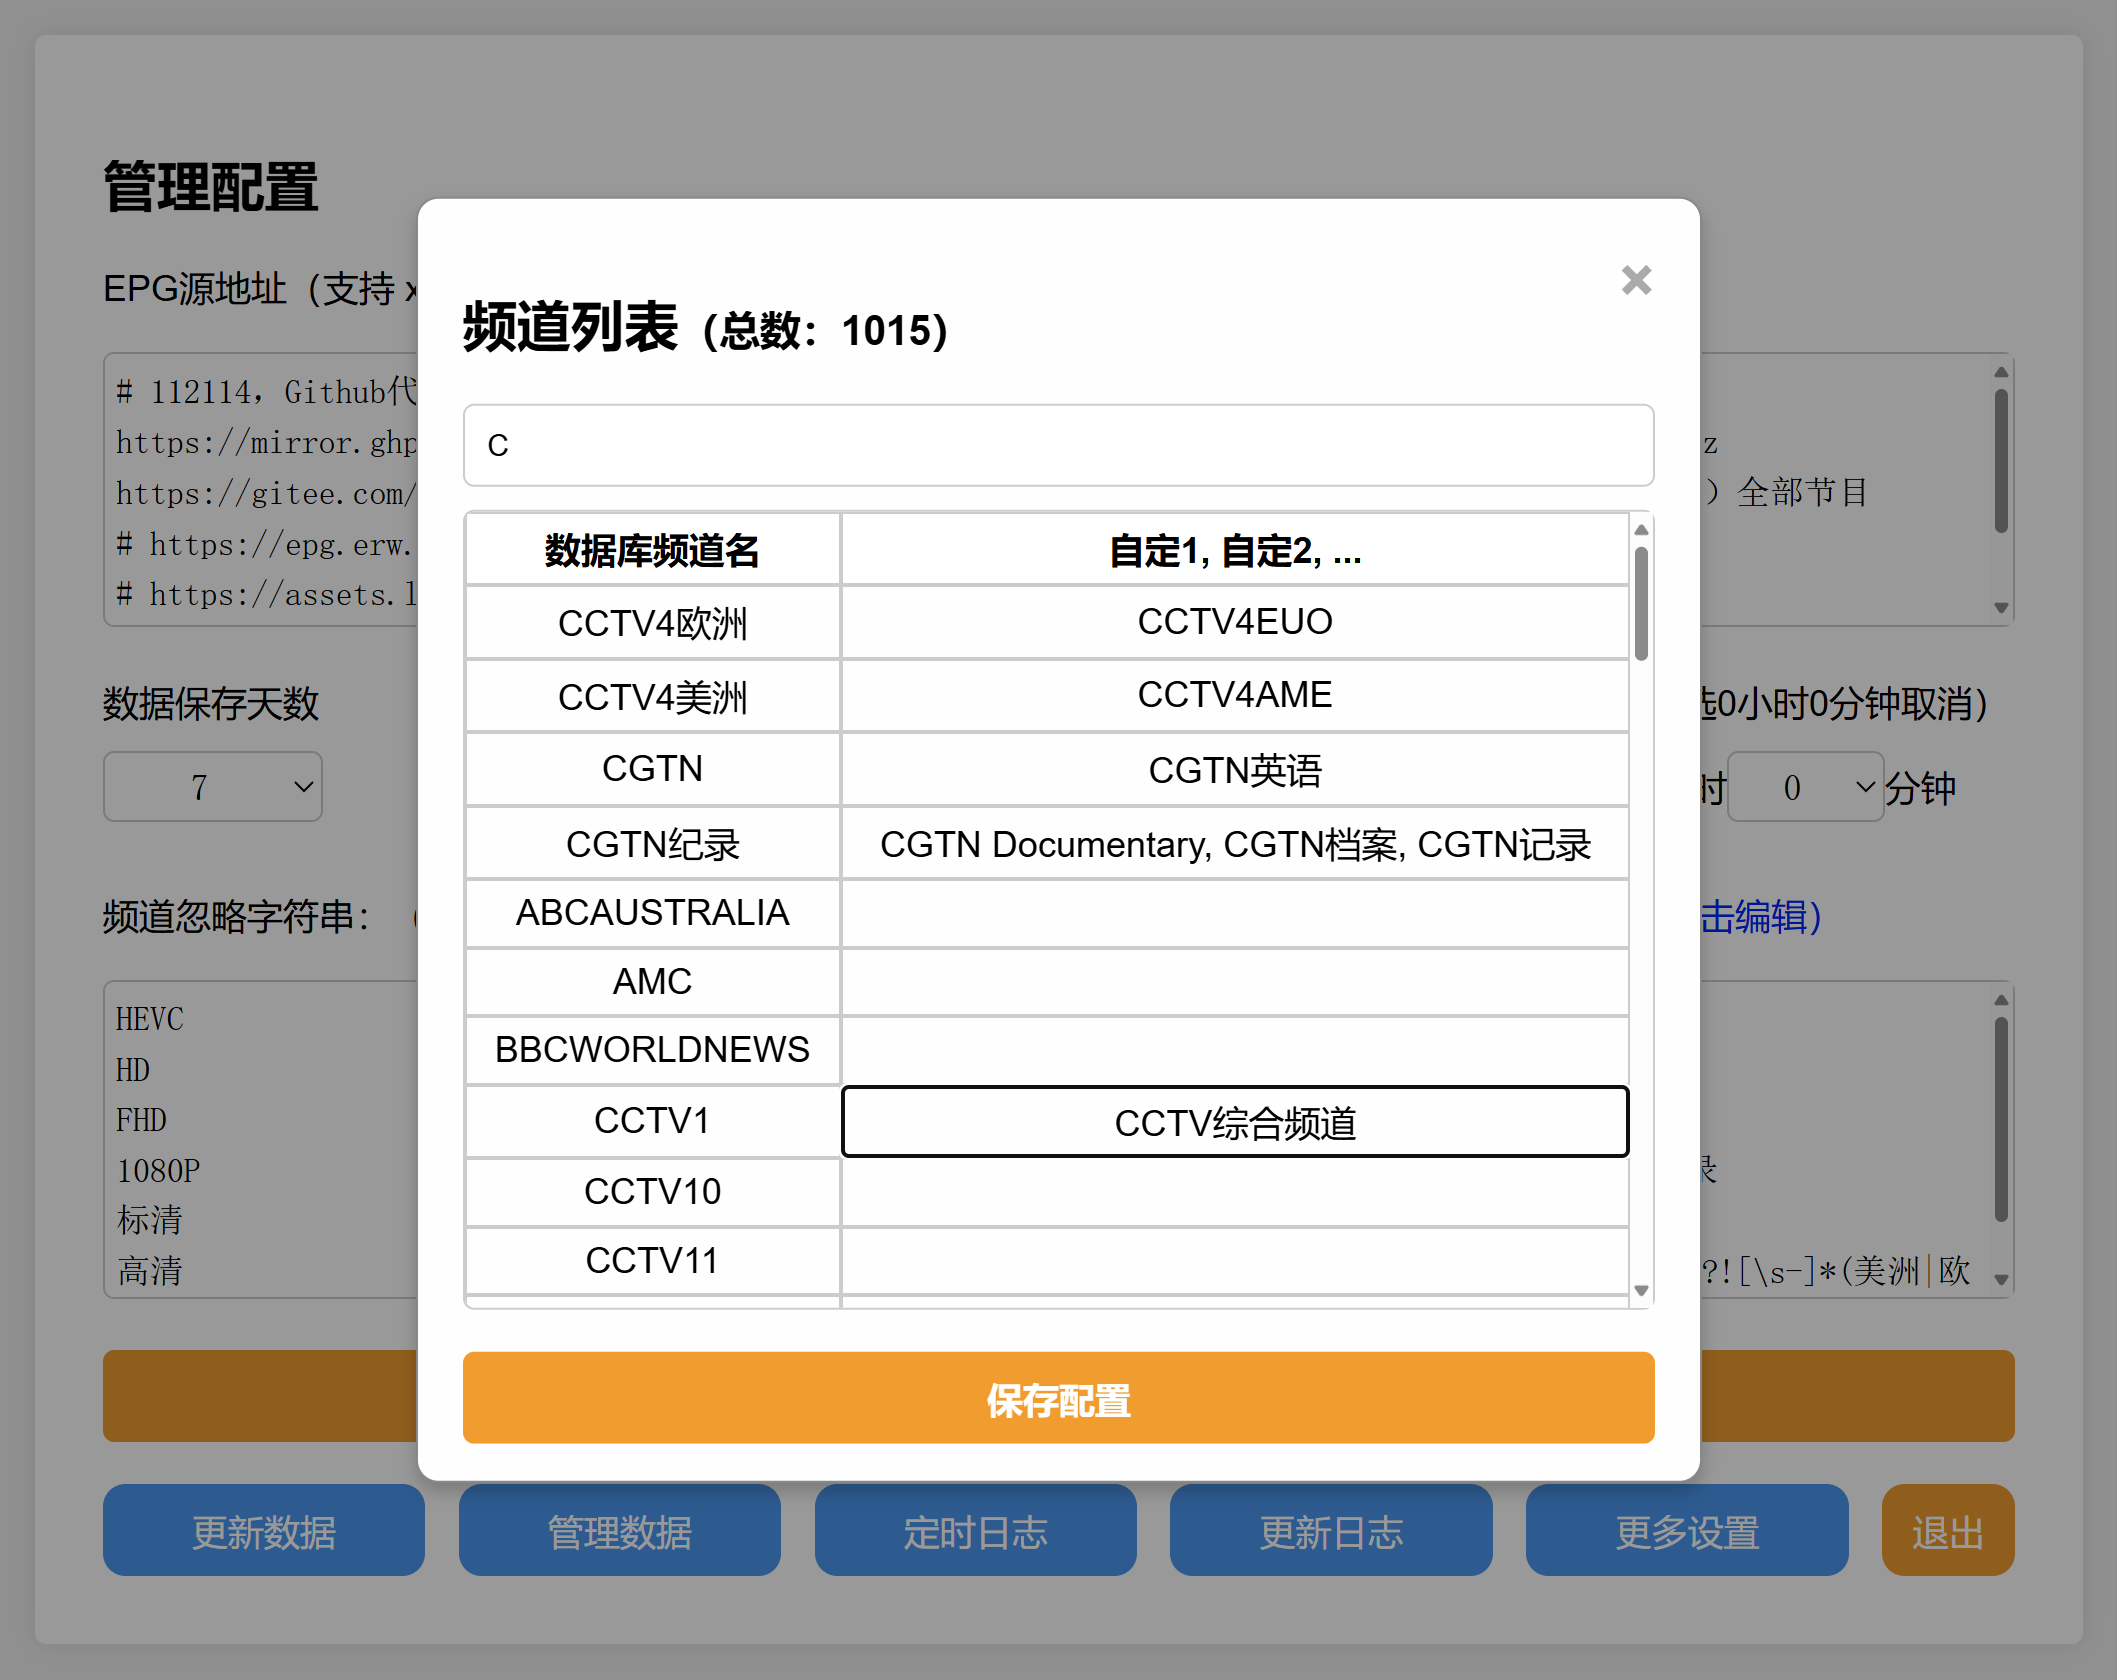 管理配置
EPG源地址（支持 x
# 112114，Github代
https://mirror.ghp
z
https://gitee.com/
）全部节目
# https://epg.erw.
# https://assets.l
数据保存天数
选0小时0分钟取消）
7
时
0
分钟
频道忽略字符串：（
击编辑）
HEVC
HD
FHD
1080P
标清
高清
录
?![\s-]*(美洲|欧
频道列表（总数：1015）
C
数据库频道名	自定1, 自定2, ...
CCTV4欧洲	CCTV4EUO
CCTV4美洲	CCTV4AME
CGTN	CGTN英语
CGTN纪录	CGTN Documentary, CGTN档案, CGTN记录
ABCAUSTRALIA
AMC
BBCWORLDNEWS
CCTV1	CCTV综合频道
CCTV10
CCTV11
保存配置
更新数据
管理数据
定时日志
更新日志
更多设置
退出